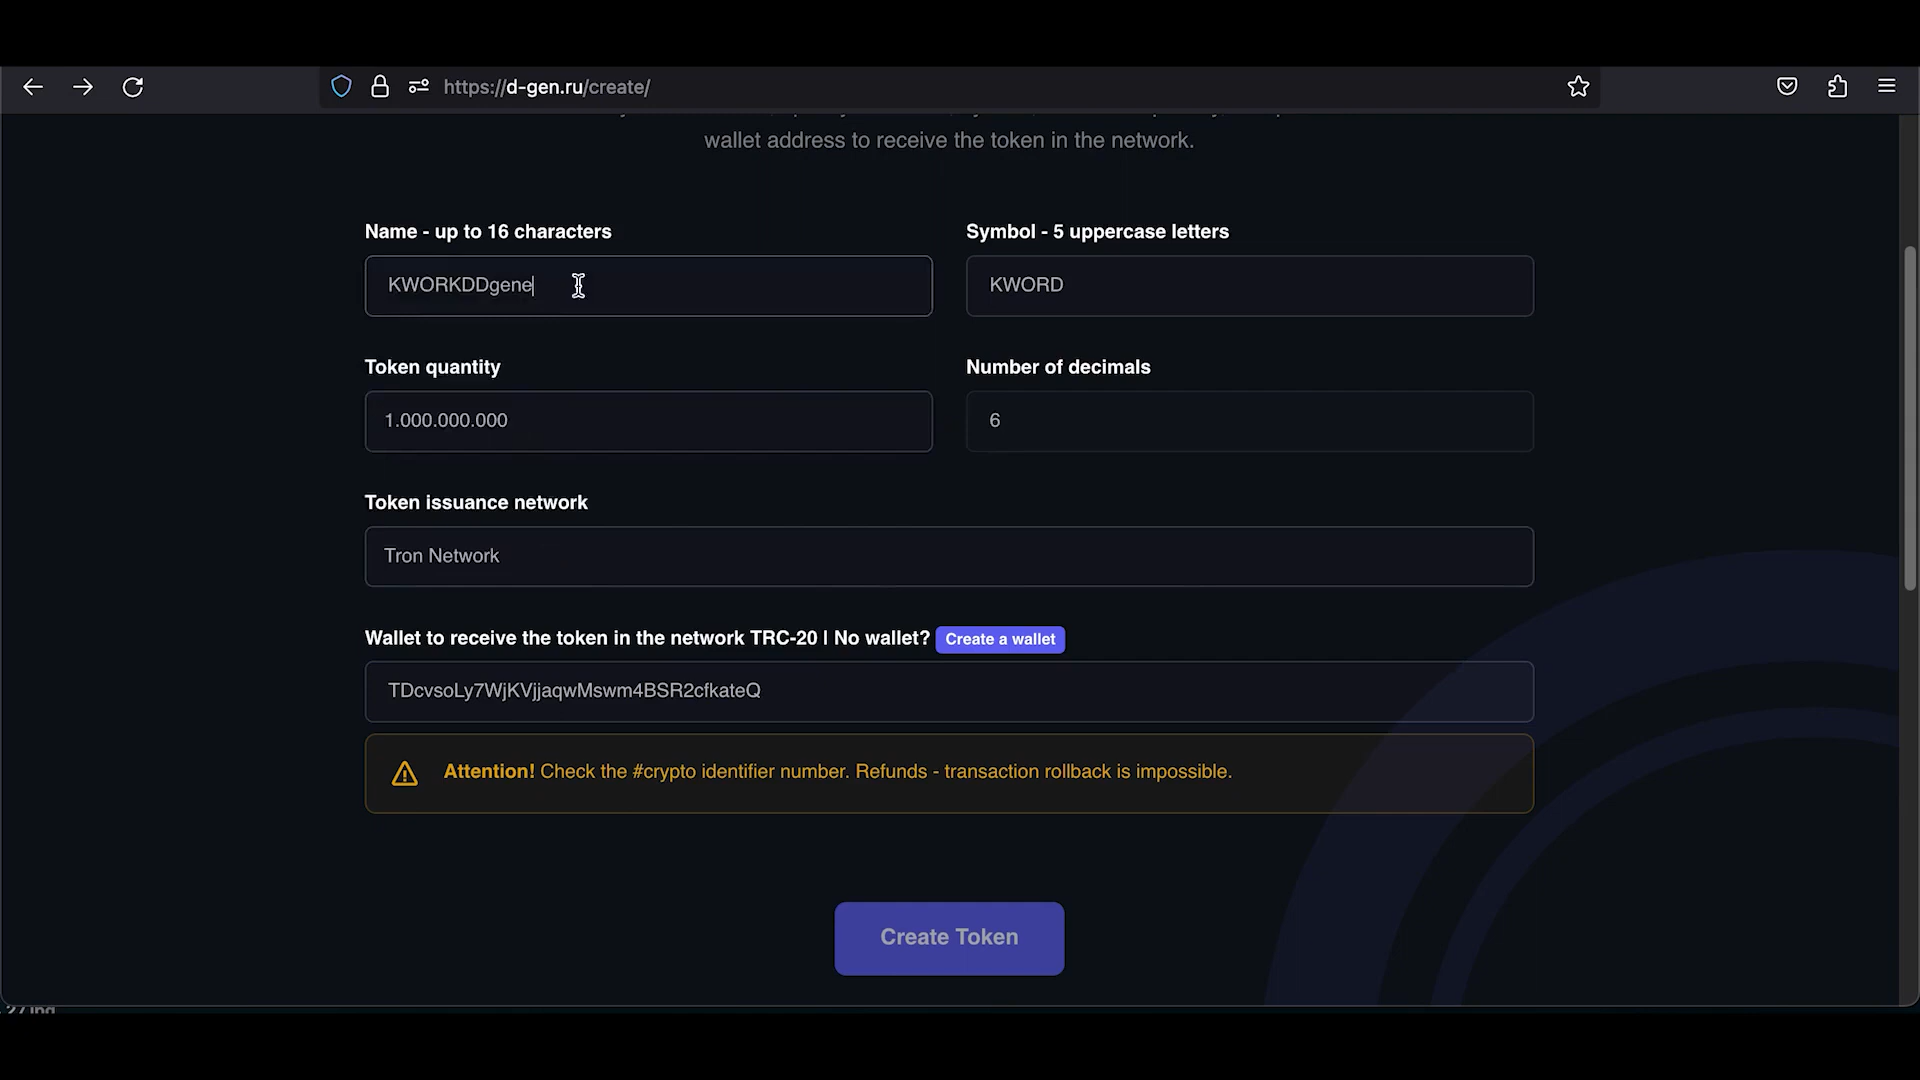 https://d-gen.ru/create/
wallet address to receive the token in the network.
Name - up to 16 characters
Symbol - 5 uppercase letters
KWORKDDgene
KWORD
Token quantity
Number of decimals
1.000.000.000
6
Token issuance network
Tron Network
Wallet to receive the token in the network TRC-20 | No wallet? Create a wallet
TDcvsoLy7WjKVjjaqwMswm4BSR2cfkateQ
Attention! Check the #crypto identifier number. Refunds - transaction rollback is impossible.
Create Token